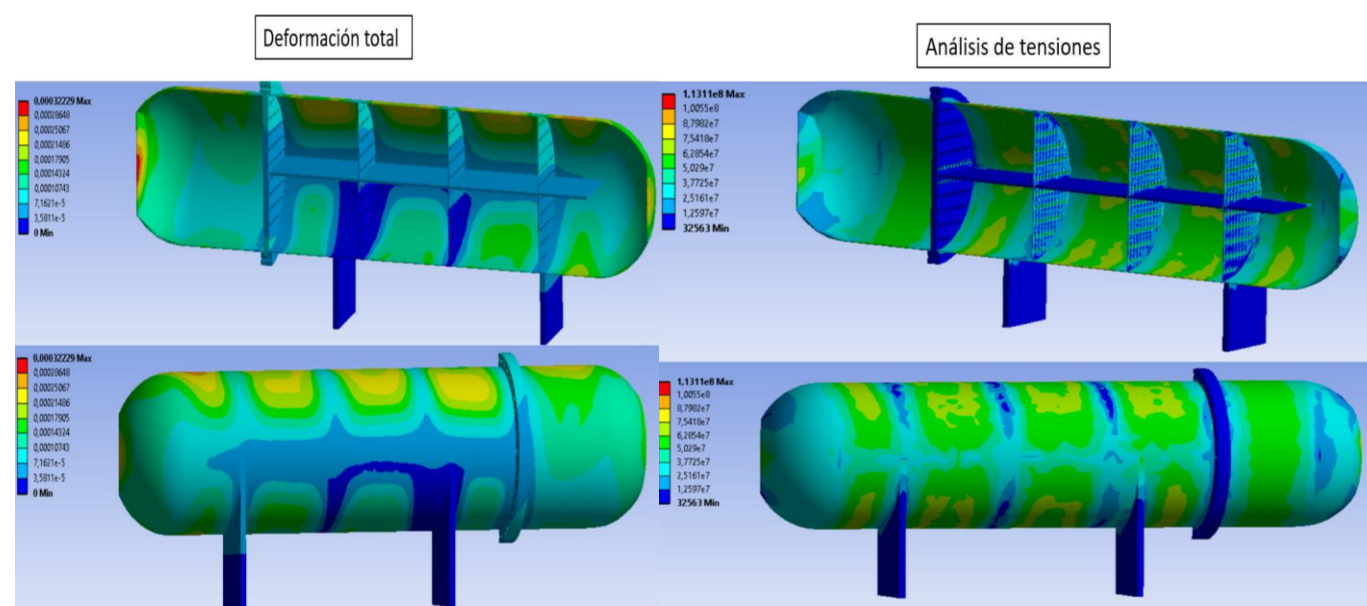 Deformación total
Análisis de tensiones
0,00032229 Max
0,00028648
0,00025067
0,00021486
0,00017905
0,00014324
0,00010743
7,1621e-5
3,5811e-5
0 Min
1,1311e8 Max
1,0055e8
8,7982e7
7,5418e7
6,2854e7
5,029e7
3,7725e7
2,5161e7
1,2597e7
32563 Min
0,00032229 Max
0,00028648
0,00025067
0,00021486
0,00017905
0,00014324
0,00010743
7,1621e-5
3,5811e-5
0 Min
1,1311e8 Max
1,0055e8
8,7982e7
7,5418e7
6,2854e7
5,029e7
3,7725e7
2,5161e7
1,2597e7
32563 Min